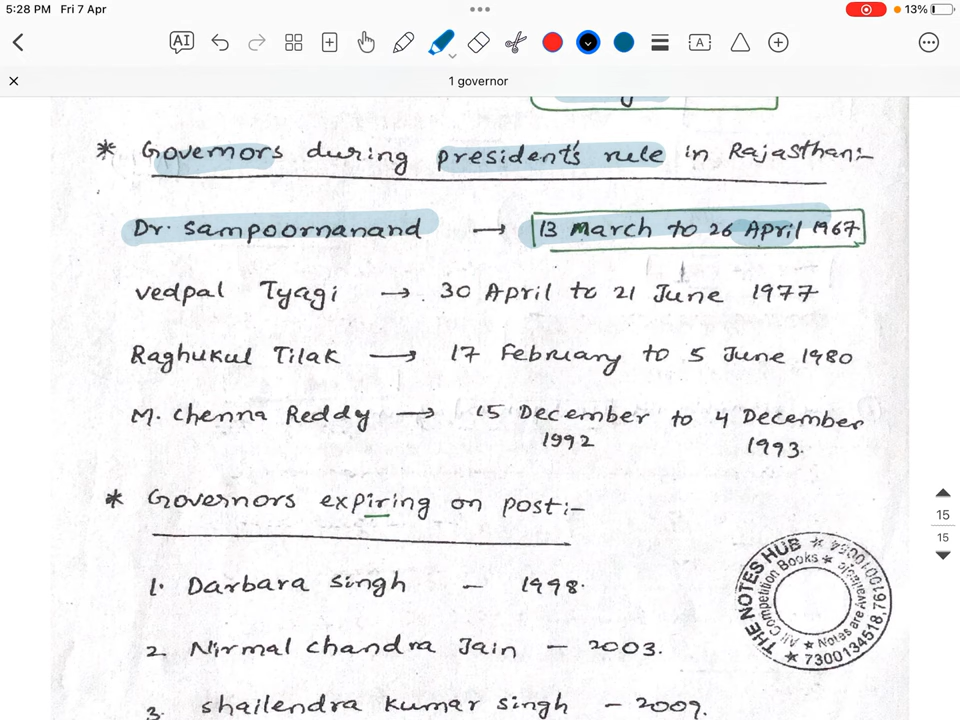 5:28 PM Fri 7 Apr
13%
AI
A
1 governor
* Governors during president's rule in Rajasthan:-
Dr. Sampoornanand → 13 March to 26 April 1967
Vedpal Tyagi → 30 April to 21 June 1977
Raghukul Tilak → 17 February to 5 June 1980
M. Chenna Reddy → 15 December 1992 to 4 December 1993.
* Governors expiring on post:-
1. Darbara Singh - 1998.
2. Nirmal chandra Jain - 2003.
3. shailendra kumar singh - 2009.
15
15
THE NOTES HUB
All Competition Books
Notes are Available
7300134518,7610010054